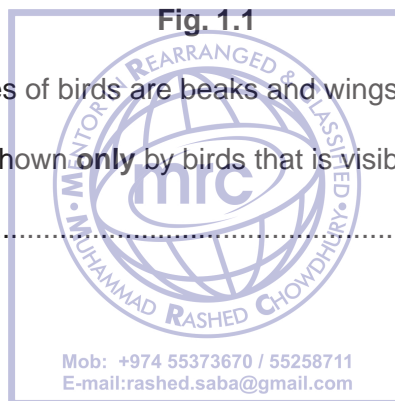 Fig. 1.1
es of birds are beaks and wings
hown only by birds that is visib
MENTOR IN REARRANGED & CLASSIFIED
mrc
MUHAMMAD RASHED CHOWDHURY
Mob: +974 55373670 / 55258711
E-mail:rashed.saba@gmail.com